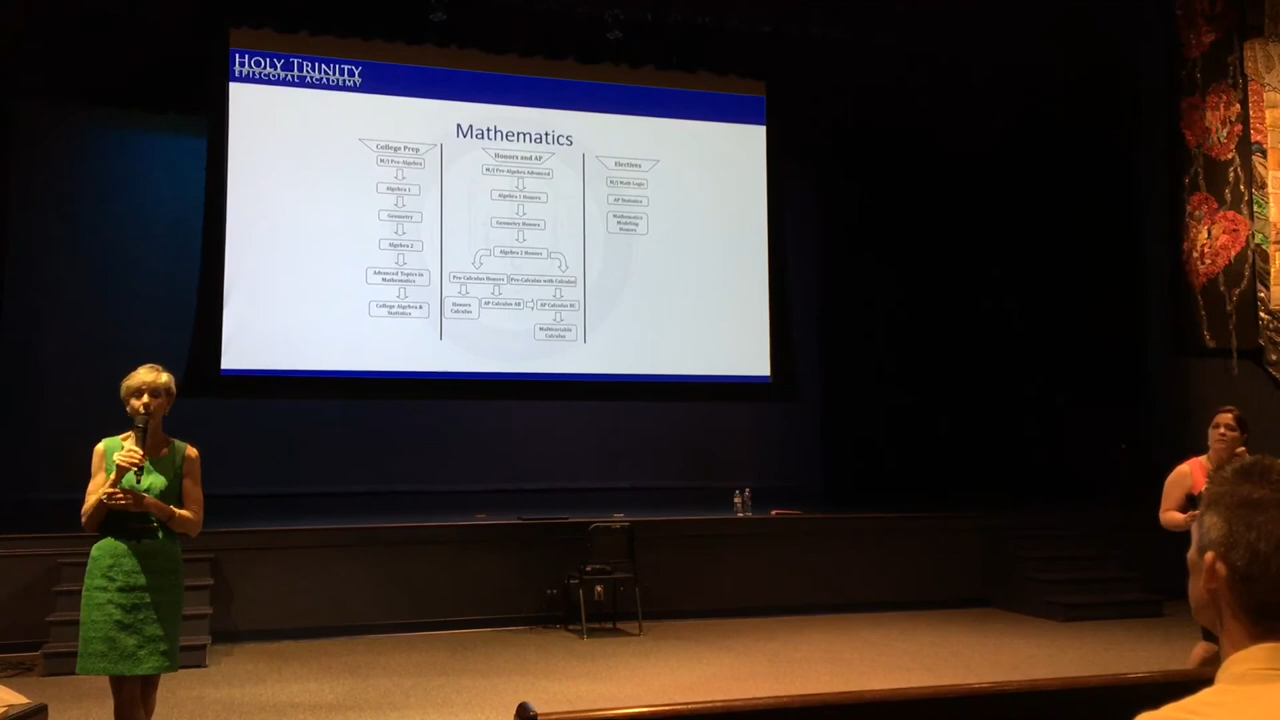 HOLY TRINITY
EPISCOPAL ACADEMY
Mathematics
College Prep
M/J Pre-Algebra
Algebra 1
Geometry
Algebra 2
Advanced Topics in
Mathematics
College Algebra &
Statistics
Honors and AP
M/J Pre-Algebra Advanced
Algebra 1 Honors
Geometry Honors
Algebra 2 Honors
Pre-Calculus Honors
Pre-Calculus with Calculus
Honors
Calculus
AP Calculus AB
AP Calculus BC
Multivariable
Calculus
Electives
M/J Math Logic
AP Statistics
Mathematics
Modeling
Honors